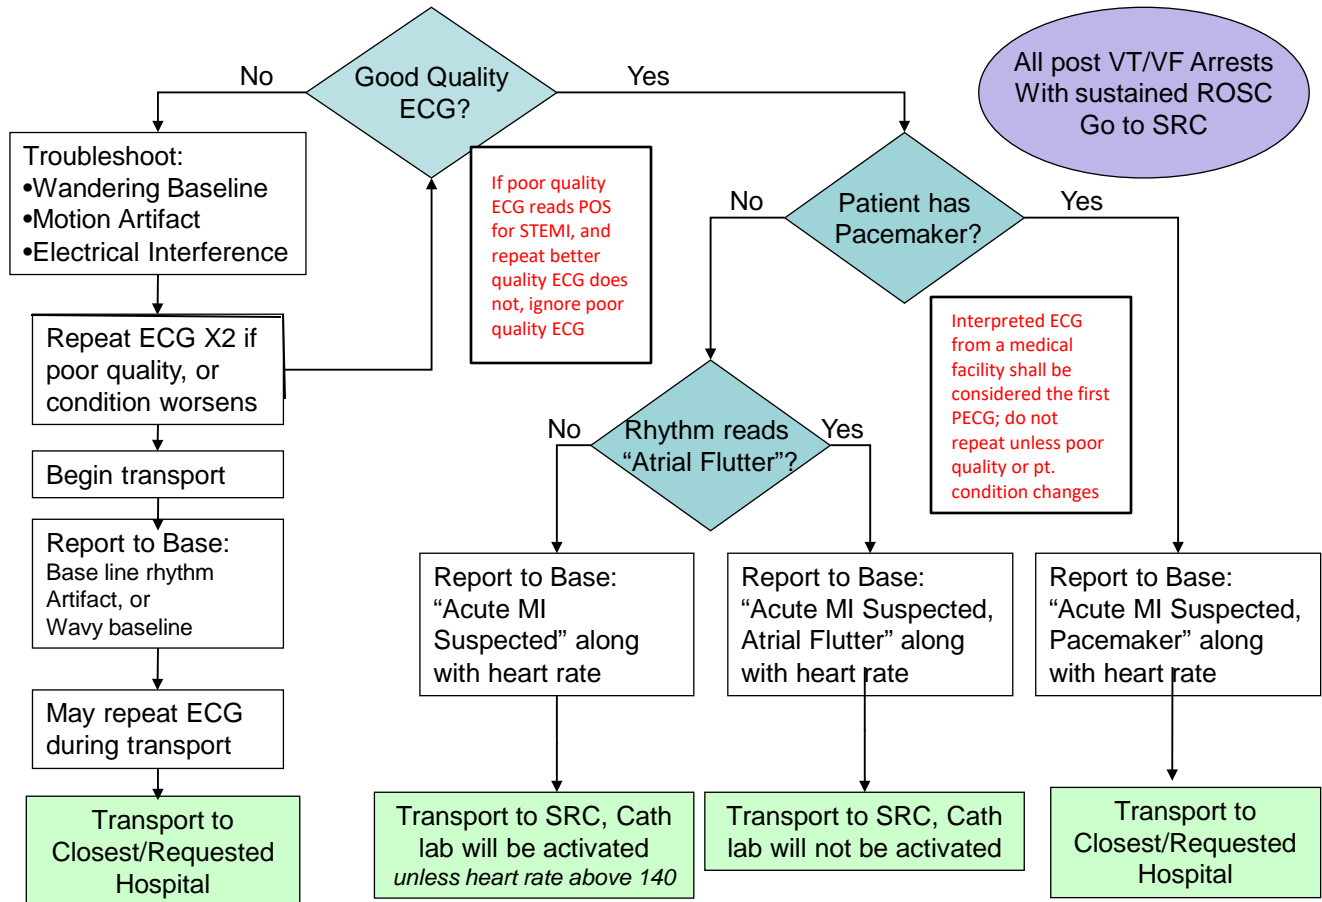 No
Good Quality
ECG?
Yes
All post VT/VF Arrests
With sustained ROSC
Go to SRC
Troubleshoot:
•Wandering Baseline
•Motion Artifact
•Electrical Interference
If poor quality
ECG reads POS
for STEMI, and
repeat better
quality ECG does
not, ignore poor
quality ECG
No
Patient has
Pacemaker?
Yes
Repeat ECG X2 if
poor quality, or
condition worsens
Interpreted ECG
from a medical
facility shall be
considered the first
PECG; do not
repeat unless poor
quality or pt.
condition changes
No
Rhythm reads
“Atrial Flutter”?
Yes
Begin transport
Report to Base:
Base line rhythm
Artifact, or
Wavy baseline
Report to Base:
“Acute MI
Suspected” along
with heart rate
Report to Base:
“Acute MI Suspected,
Atrial Flutter” along
with heart rate
Report to Base:
“Acute MI Suspected,
Pacemaker” along
with heart rate
May repeat ECG
during transport
Transport to
Closest/Requested
Hospital
Transport to SRC, Cath
lab will be activated
unless heart rate above 140
Transport to SRC, Cath
lab will not be activated
Transport to
Closest/Requested
Hospital